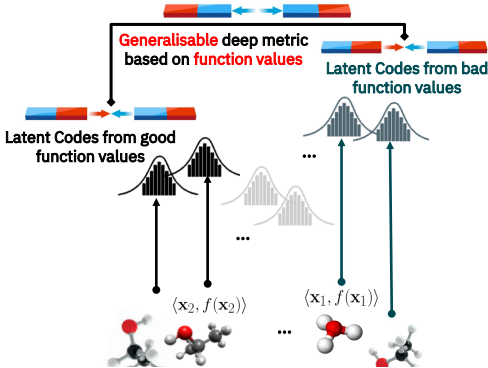 Generalisable deep metric
based on function values
Latent Codes from bad
function values
Latent Codes from good
function values
...
...
⟨x₂, f(x₂)⟩
⟨x₁, f(x₁)⟩
...